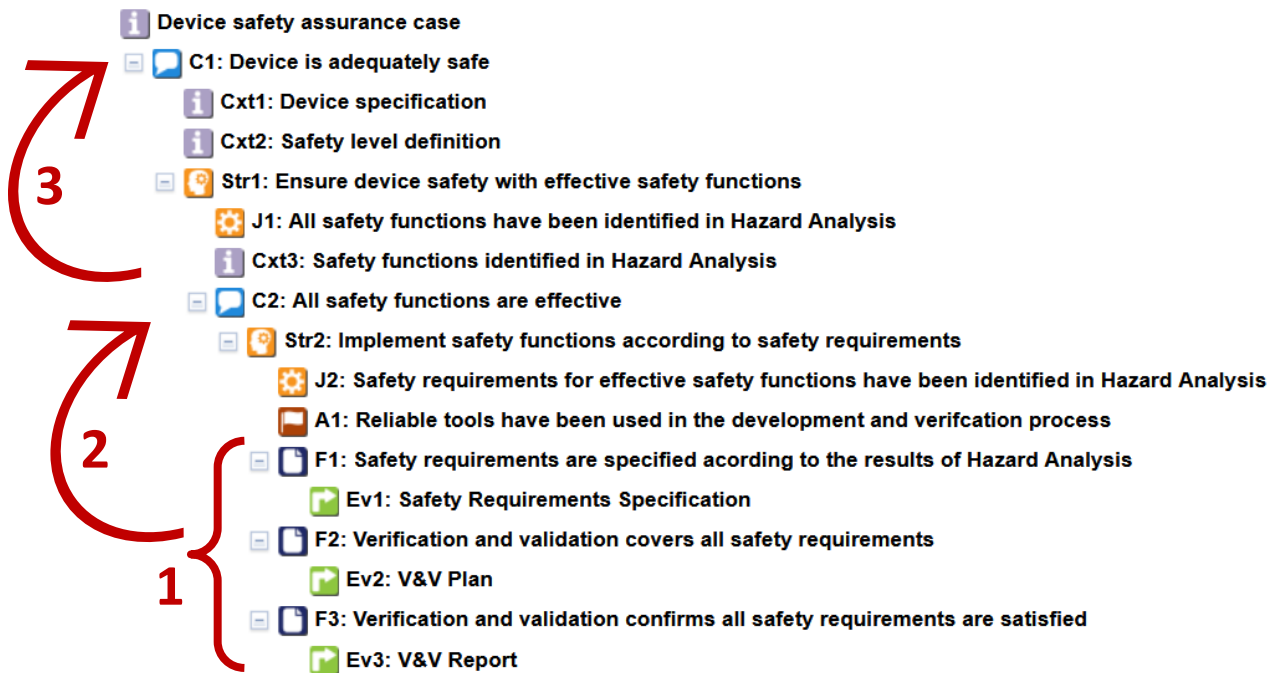 Device safety assurance case
C1: Device is adequately safe
Cxt1: Device specification
Cxt2: Safety level definition
3
Str1: Ensure device safety with effective safety functions
J1: All safety functions have been identified in Hazard Analysis
Cxt3: Safety functions identified in Hazard Analysis
C2: All safety functions are effective
Str2: Implement safety functions according to safety requirements
J2: Safety requirements for effective safety functions have been identified in Hazard Analysis
A1: Reliable tools have been used in the development and verifcation process
2
F1: Safety requirements are specified acording to the results of Hazard Analysis
Ev1: Safety Requirements Specification
F2: Verification and validation covers all safety requirements
1
Ev2: V&V Plan
F3: Verification and validation confirms all safety requirements are satisfied
Ev3: V&V Report